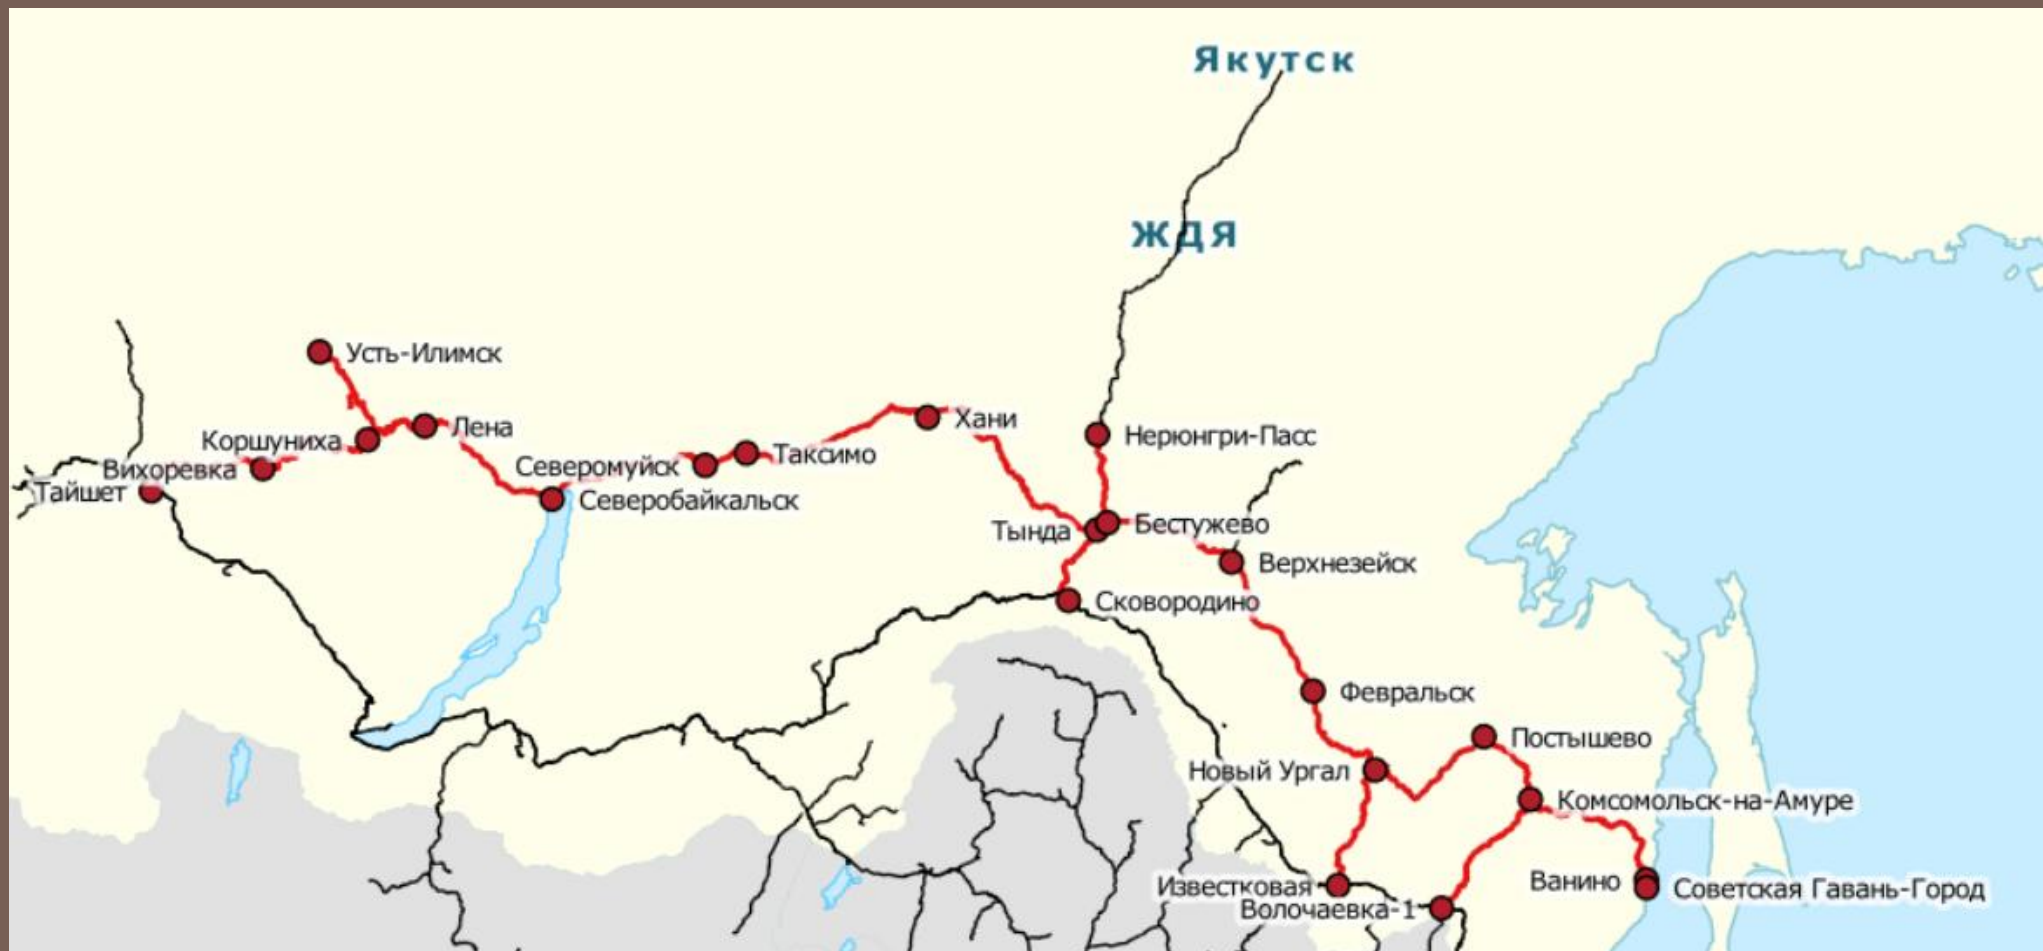 Якутск
ЖДЯ
Усть-Илимск
Хани
Лена
Нерюнгри-Пасс
Коршуниха
Таксимо
Северомуйск
Вихоревка
Тайшет
Северобайкальск
Бестужево
Тында
Верхнезейск
Сковородино
Февральск
Постышево
Новый Ургал
Комсомольск-на-Амуре
Ванино
Известковая
Советская Гавань-Город
Волочаевка-1